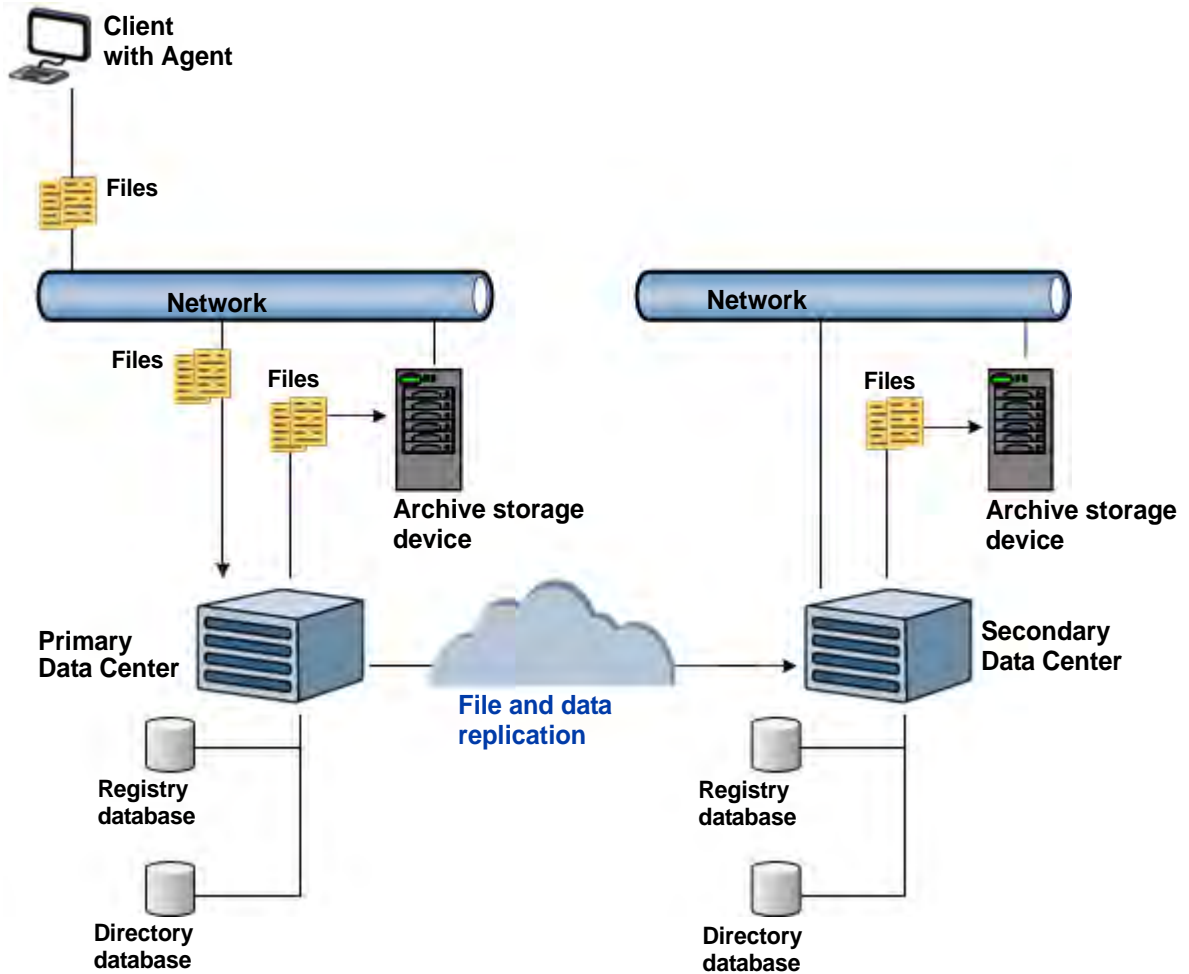 Client
with Agent
Files
Network
Network
Files
Files
Files
Archive storage
device
Archive storage
device
Primary
Data Center
File and data
replication
Secondary
Data Center
Registry
database
Registry
database
Directory
database
Directory
database